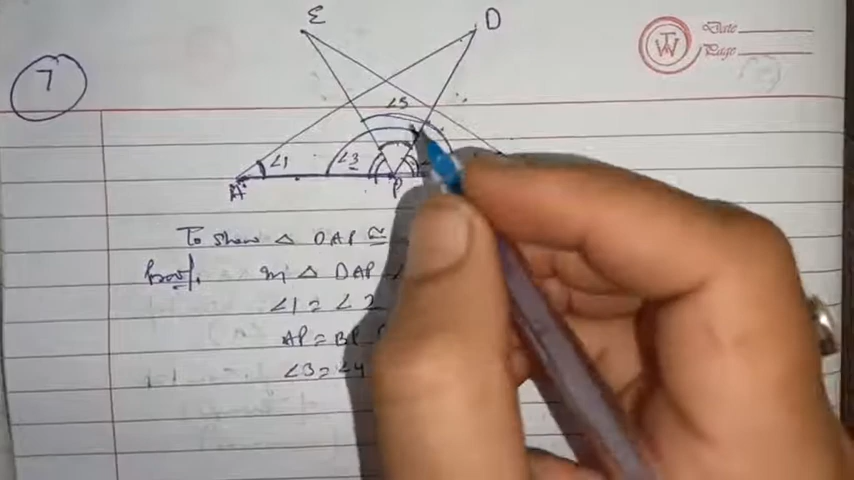 E D
Date
Page
7
∠5
∠1 ∠3
A P
To show △ DAP ≅
Proof. In △ DAP
∠1 = ∠2
AP = BP
∠3 = ∠4